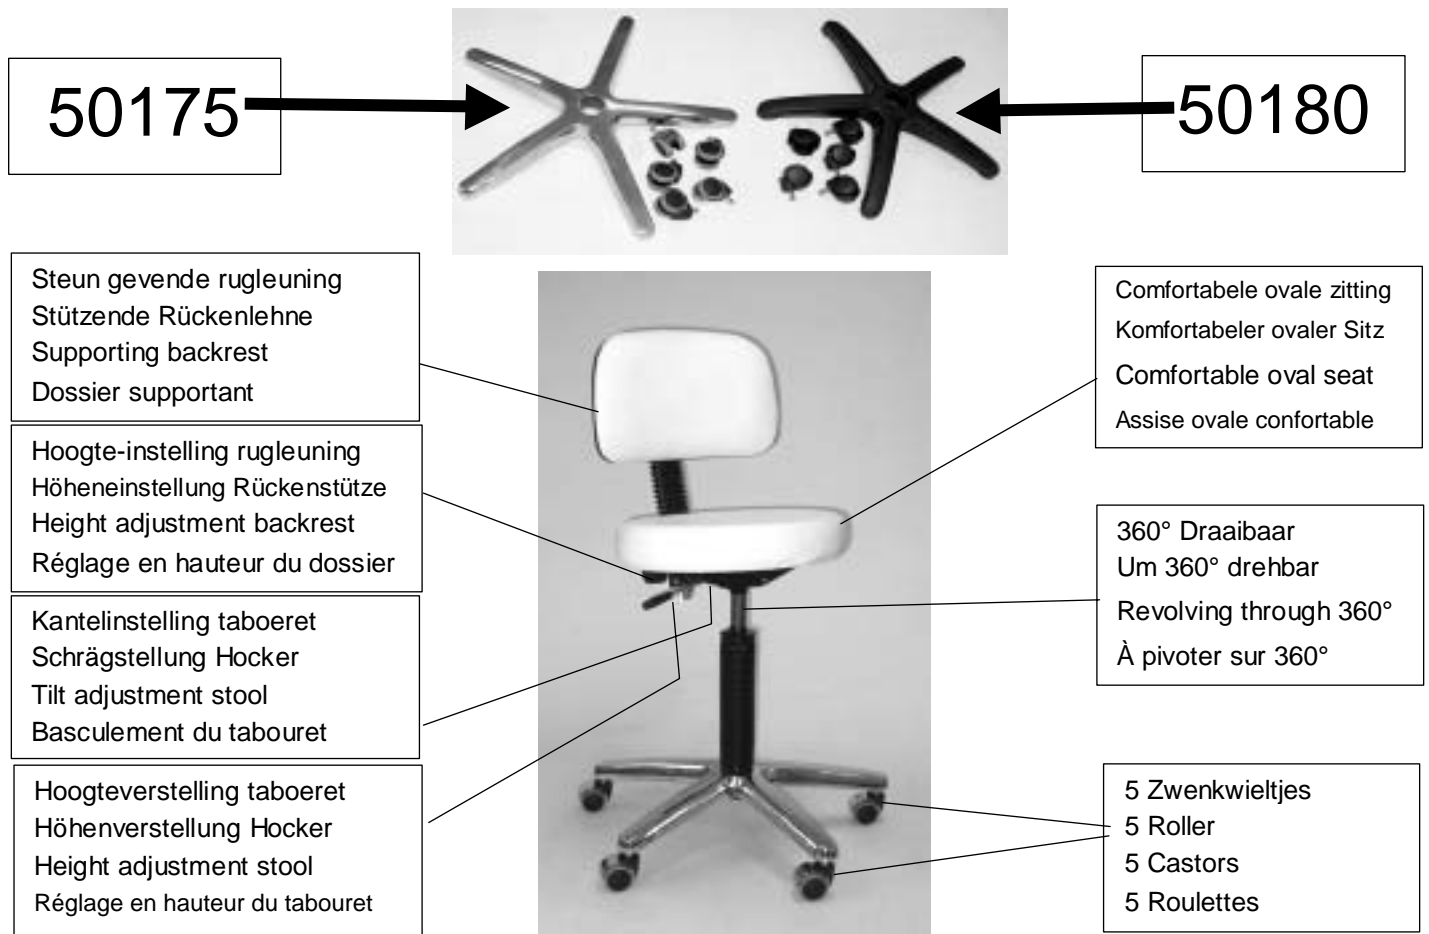 50175
50180
Steun gevende rugleuning
Stützende Rückenlehne
Supporting backrest
Dossier supportant
Hoogte-instelling rugleuning
Höheneinstellung Rückenstütze
Height adjustment backrest
Réglage en hauteur du dossier
Kantelinstelling taboeret
Schrägstellung Hocker
Tilt adjustment stool
Basculement du tabouret
Hoogteverstelling taboeret
Höhenverstellung Hocker
Height adjustment stool
Réglage en hauteur du tabouret
Comfortabele ovale zitting
Komfortabeler ovaler Sitz
Comfortable oval seat
Assise ovale confortable
360° Draaibaar
Um 360° drehbar
Revolving through 360°
À pivoter sur 360°
5 Zwenkwieltjes
5 Roller
5 Castors
5 Roulettes